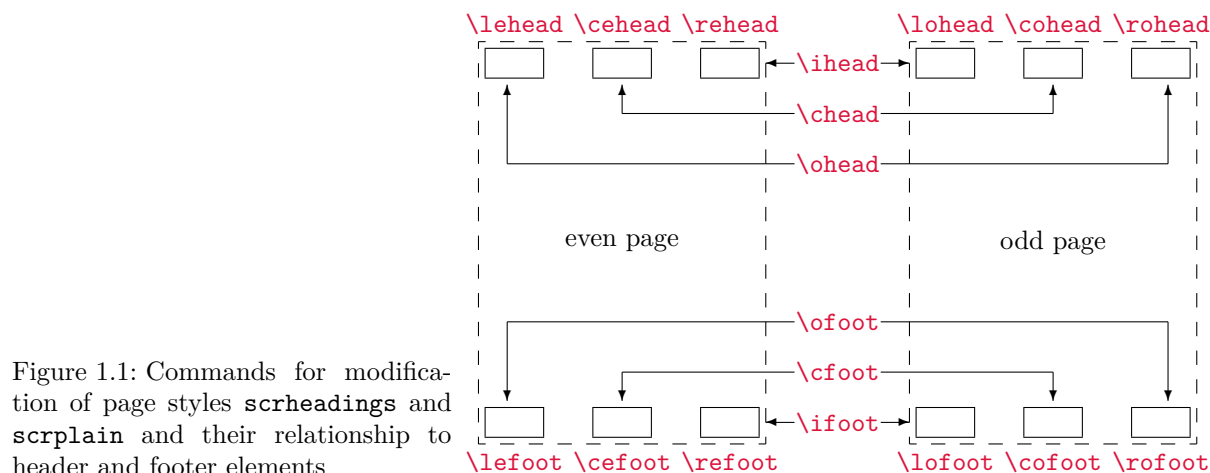 \lehead \cehead \rehead \lohead \cohead \rohead
\ihead
\chead
\ohead
even page odd page
\ofoot
\cfoot
\ifoot
\lefoot \cefoot \refoot \lofoot \cofoot \rofoot
Figure 1.1: Commands for modifica-
tion of page styles scrheadings and
scrplain and their relationship to
header and footer elements